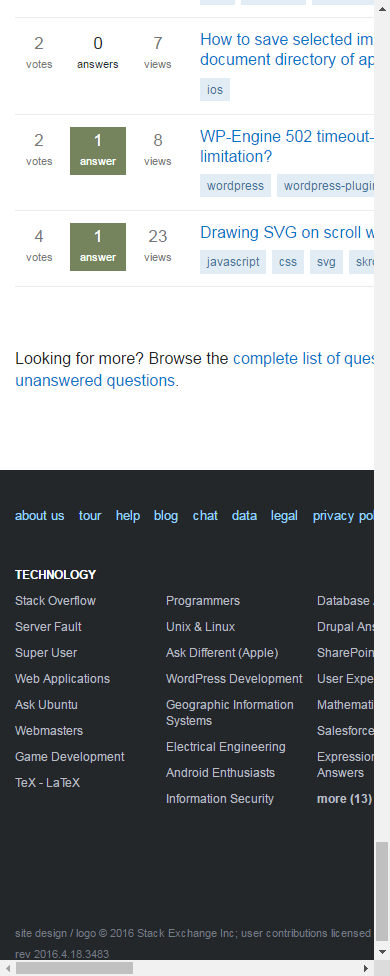 2 0 7 How to save selected im
votes answers views document directory of ap
ios
2 1 8 WP-Engine 502 timeout-
votes answer views limitation?
wordpress wordpress-plugin
4 1 23 Drawing SVG on scroll w
votes answer views javascript css svg skro
Looking for more? Browse the complete list of ques
unanswered questions.
about us tour help blog chat data legal privacy pol
TECHNOLOGY
Stack Overflow Programmers Database A
Server Fault Unix & Linux Drupal Ans
Super User Ask Different (Apple) SharePoin
Web Applications WordPress Development User Expe
Ask Ubuntu Geographic Information Mathemati
Systems
Webmasters Salesforce
Game Development Electrical Engineering Expression
Answers
TeX - LaTeX Android Enthusiasts
Information Security more (13)
site design / logo © 2016 Stack Exchange Inc; user contributions licensed
rev 2016.4.18.3483